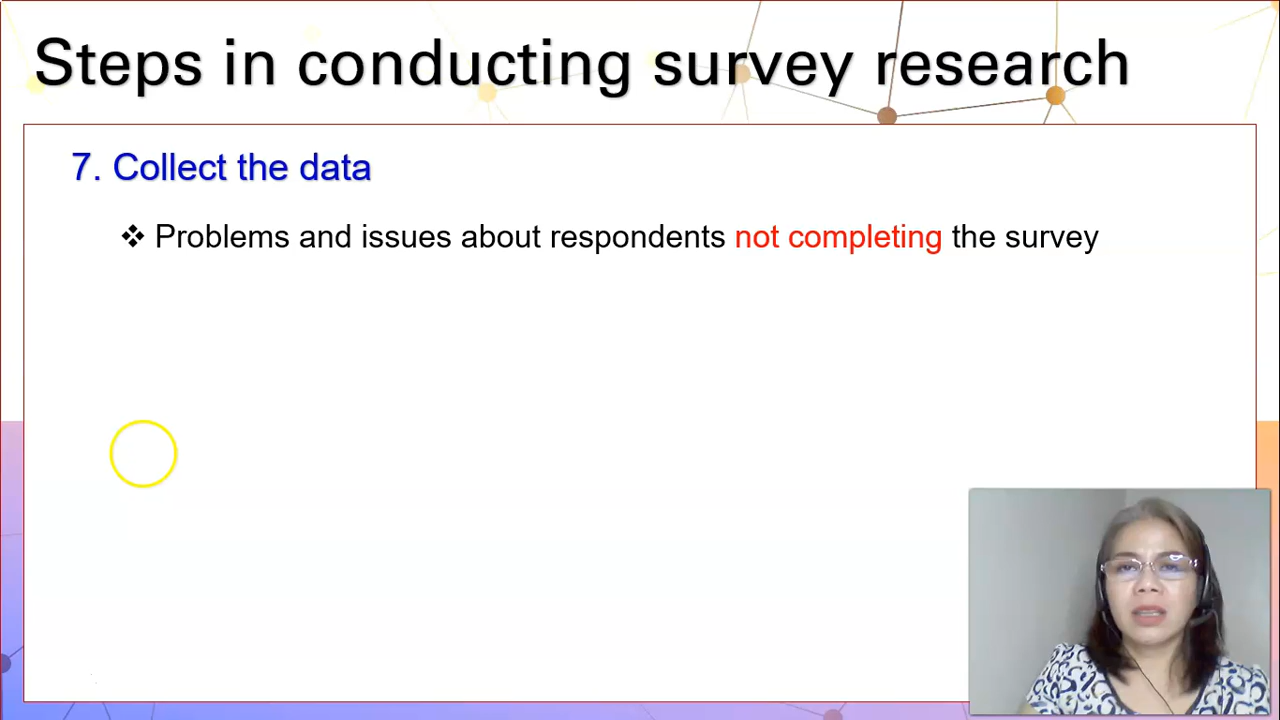 Steps in conducting survey research
7. Collect the data
❖ Problems and issues about respondents not completing the survey